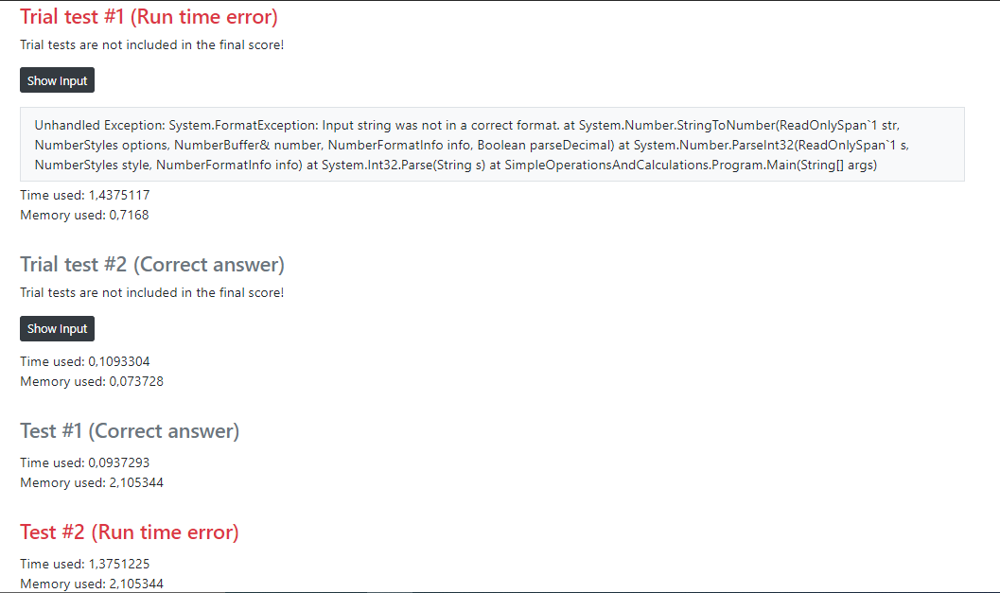 Trial test #1 (Run time error)
Trial tests are not included in the final score!
Show Input
Unhandled Exception: System.FormatException: Input string was not in a correct format. at System.Number.StringToNumber(ReadOnlySpan`1 str,
NumberStyles options, NumberBuffer& number, NumberFormatInfo info, Boolean parseDecimal) at System.Number.ParseInt32(ReadOnlySpan`1 s,
NumberStyles style, NumberFormatInfo info) at System.Int32.Parse(String s) at SimpleOperationsAndCalculations.Program.Main(String[] args)
Time used: 1,4375117
Memory used: 0,7168
Trial test #2 (Correct answer)
Trial tests are not included in the final score!
Show Input
Time used: 0,1093304
Memory used: 0,073728
Test #1 (Correct answer)
Time used: 0,0937293
Memory used: 2,105344
Test #2 (Run time error)
Time used: 1,3751225
Memory used: 2,105344